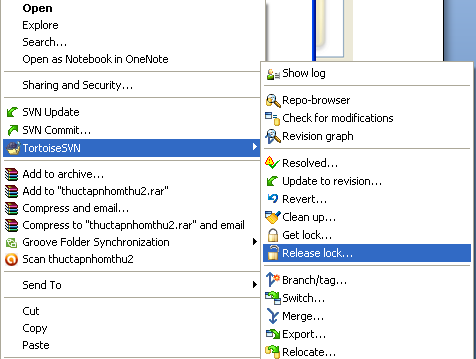 Open
Explore
Search...
Open as Notebook in OneNote
Sharing and Security...
SVN Update
SVN Commit...
TortoiseSVN
Add to archive...
Add to "thuctapnhomthu2.rar"
Compress and email...
Compress to "thuctapnhomthu2.rar" and email
Groove Folder Synchronization
Scan thuctapnhomthu2
Send To
Cut
Copy
Paste
Show log
Repo-browser
Check for modifications
Revision graph
Resolved...
Update to revision...
Revert...
Clean up...
Get lock...
Release lock...
Branch/tag...
Switch...
Merge...
Export...
Relocate...